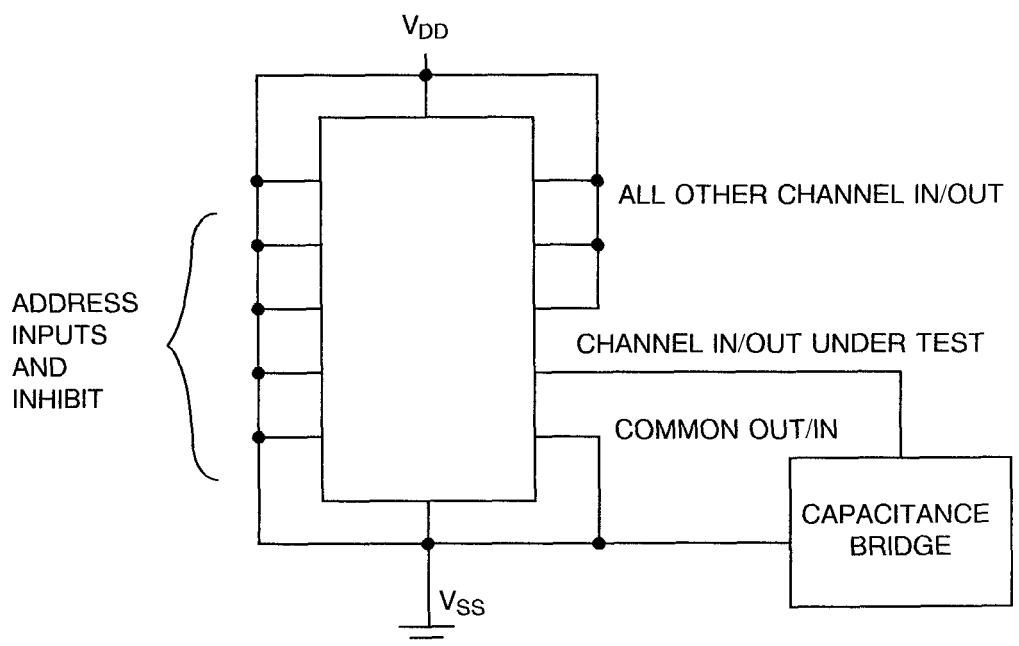 VDD
ALL OTHER CHANNEL IN/OUT
ADDRESS
INPUTS
AND
INHIBIT
CHANNEL IN/OUT UNDER TEST
COMMON OUT/IN
CAPACITANCE
BRIDGE
VSS